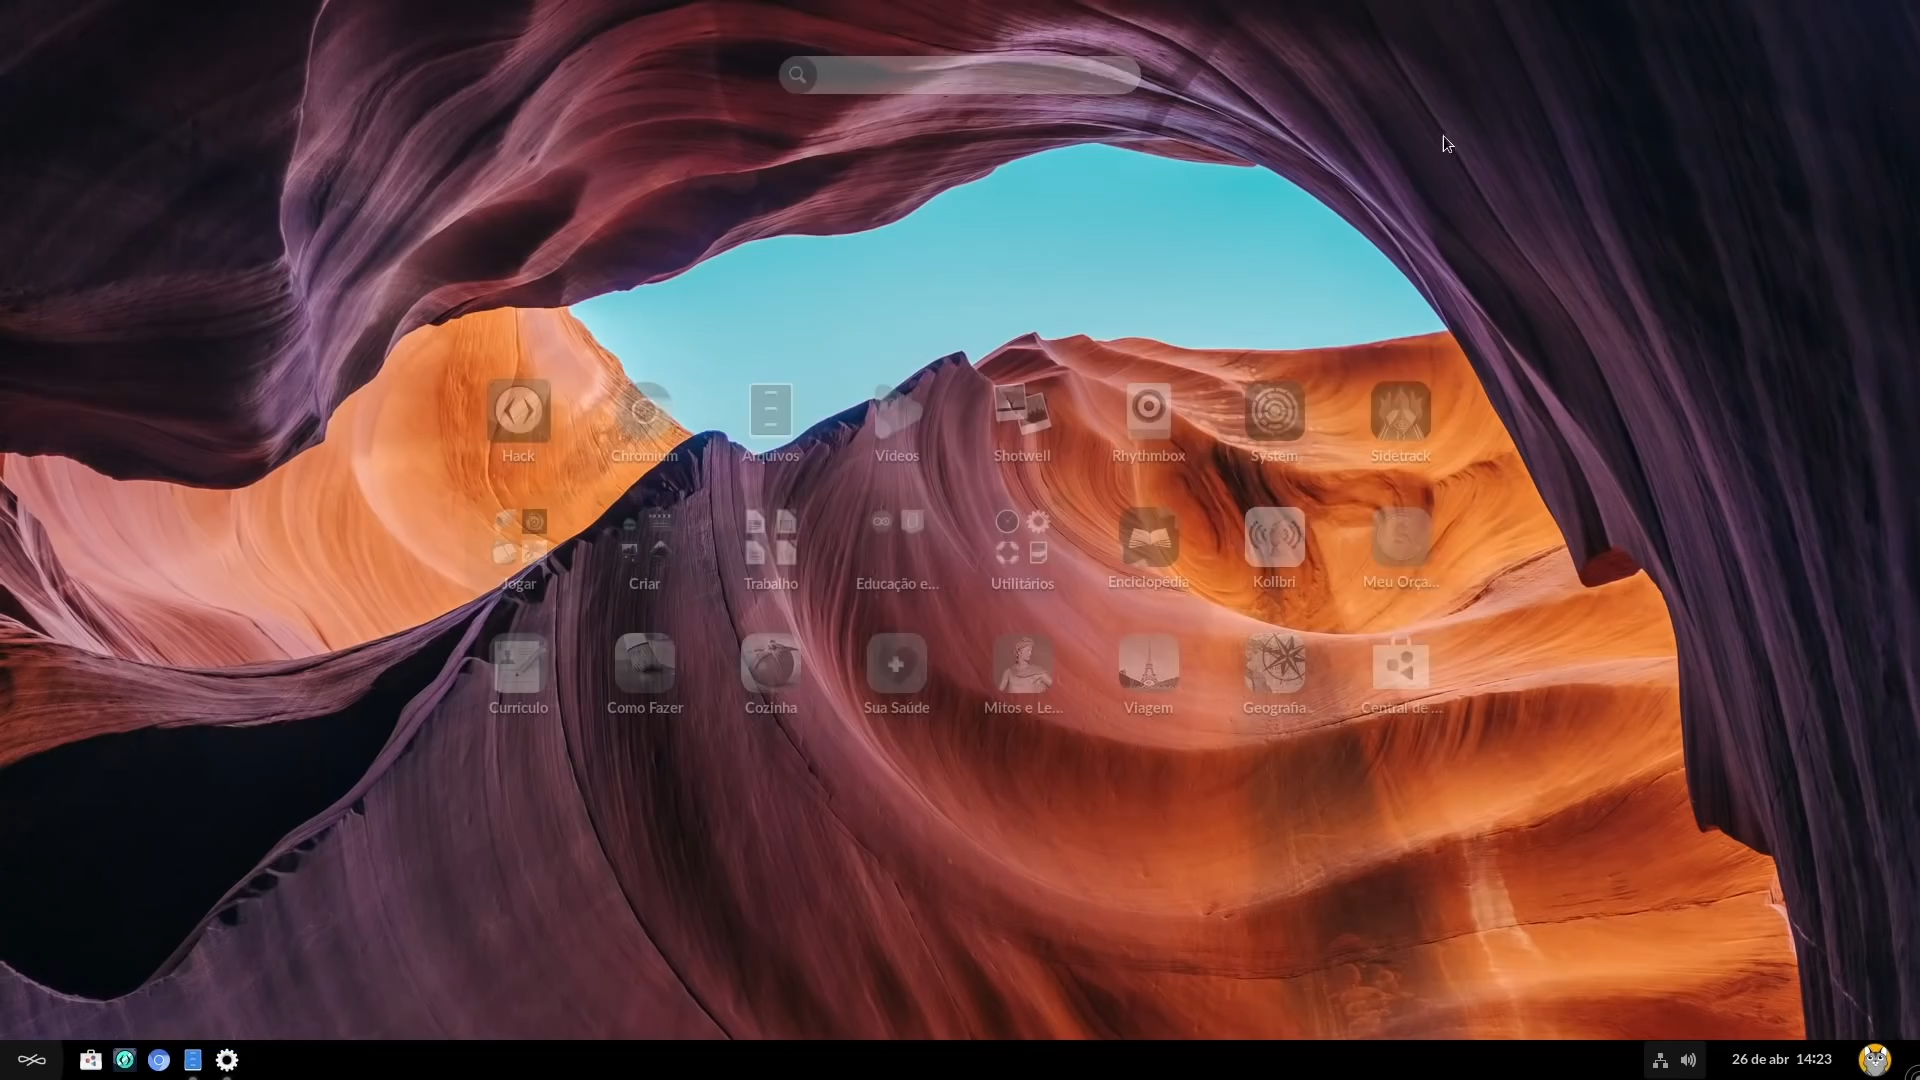 Hack
Chromium
Arquivos
Vídeos
Shotwell
Rhythmbox
System
Sidetrack
Jogar
Criar
Trabalho
Educação e...
Utilitários
Enciclopédia
Kolibri
Meu Orça...
Currículo
Como Fazer
Cozinha
Sua Saúde
Mitos e Le...
Viagem
Geografia
Central de ...
26 de abr 14:23